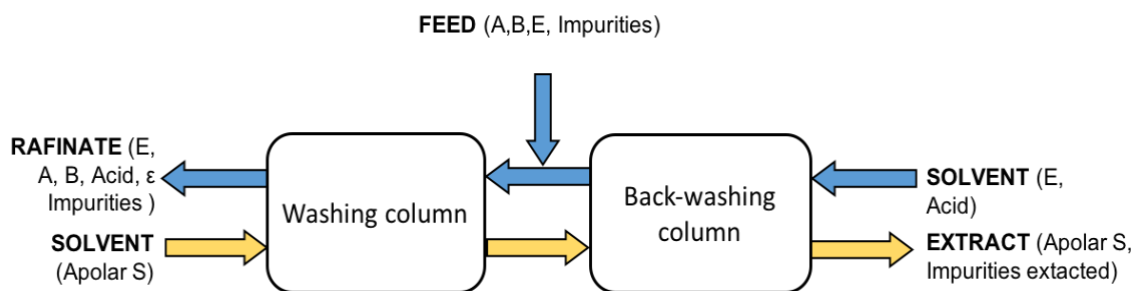 FEED (A,B,E, Impurities)
RAFINATE (E,
A, B, Acid, ε
Impurities )
SOLVENT
(Apolar S)
Washing column
Back-washing
column
SOLVENT (E,
Acid)
EXTRACT (Apolar S,
Impurities extacted)